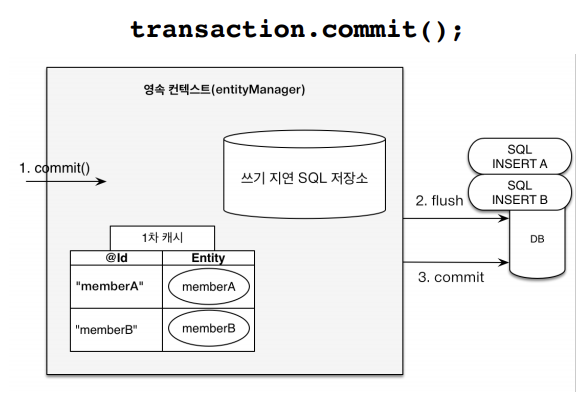 transaction.commit();
영속 컨텍스트(entityManager)
1. commit()
쓰기 지연 SQL 저장소
SQL
INSERT A
SQL
INSERT B
2. flush
DB
3. commit
1차 캐시
@Id Entity
"memberA" memberA
"memberB" memberB